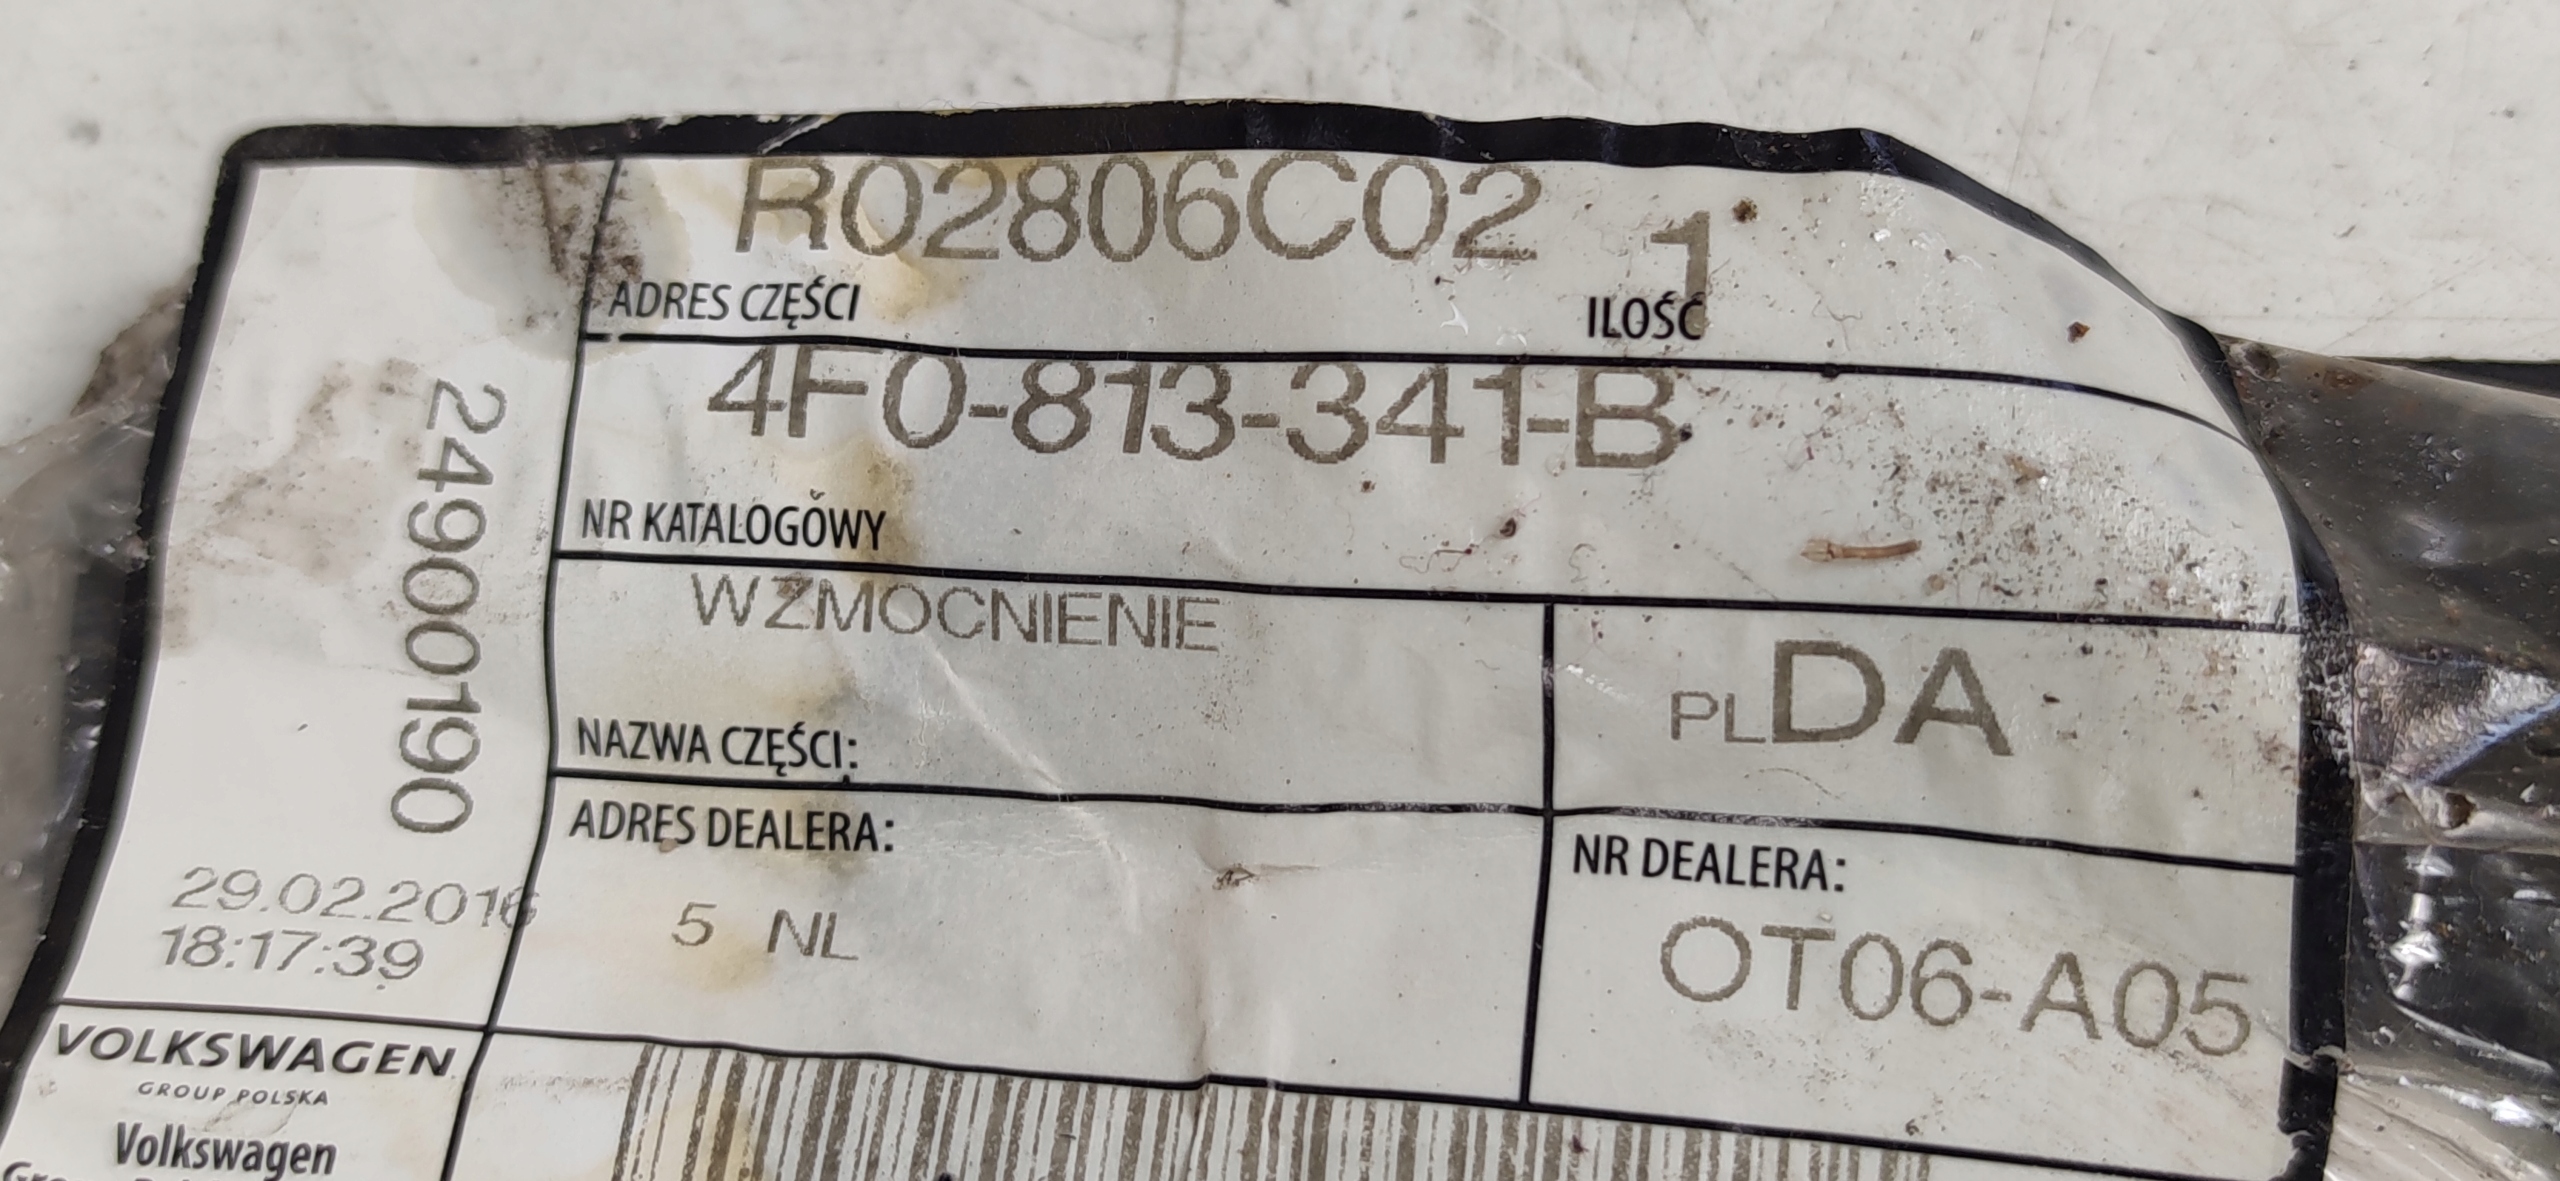 R02806C02
1
ADRES CZĘŚCI
ILOŚĆ
4F0-813-341-B
NR KATALOGOWY
WZMOCNIENIE
NAZWA CZĘŚCI:
PLDA
ADRES DEALERA:
5 NL
NR DEALERA:
OT06-A05
24900190
29.02.2016
18:17:39
VOLKSWAGEN
GROUP POLSKA
Volkswagen